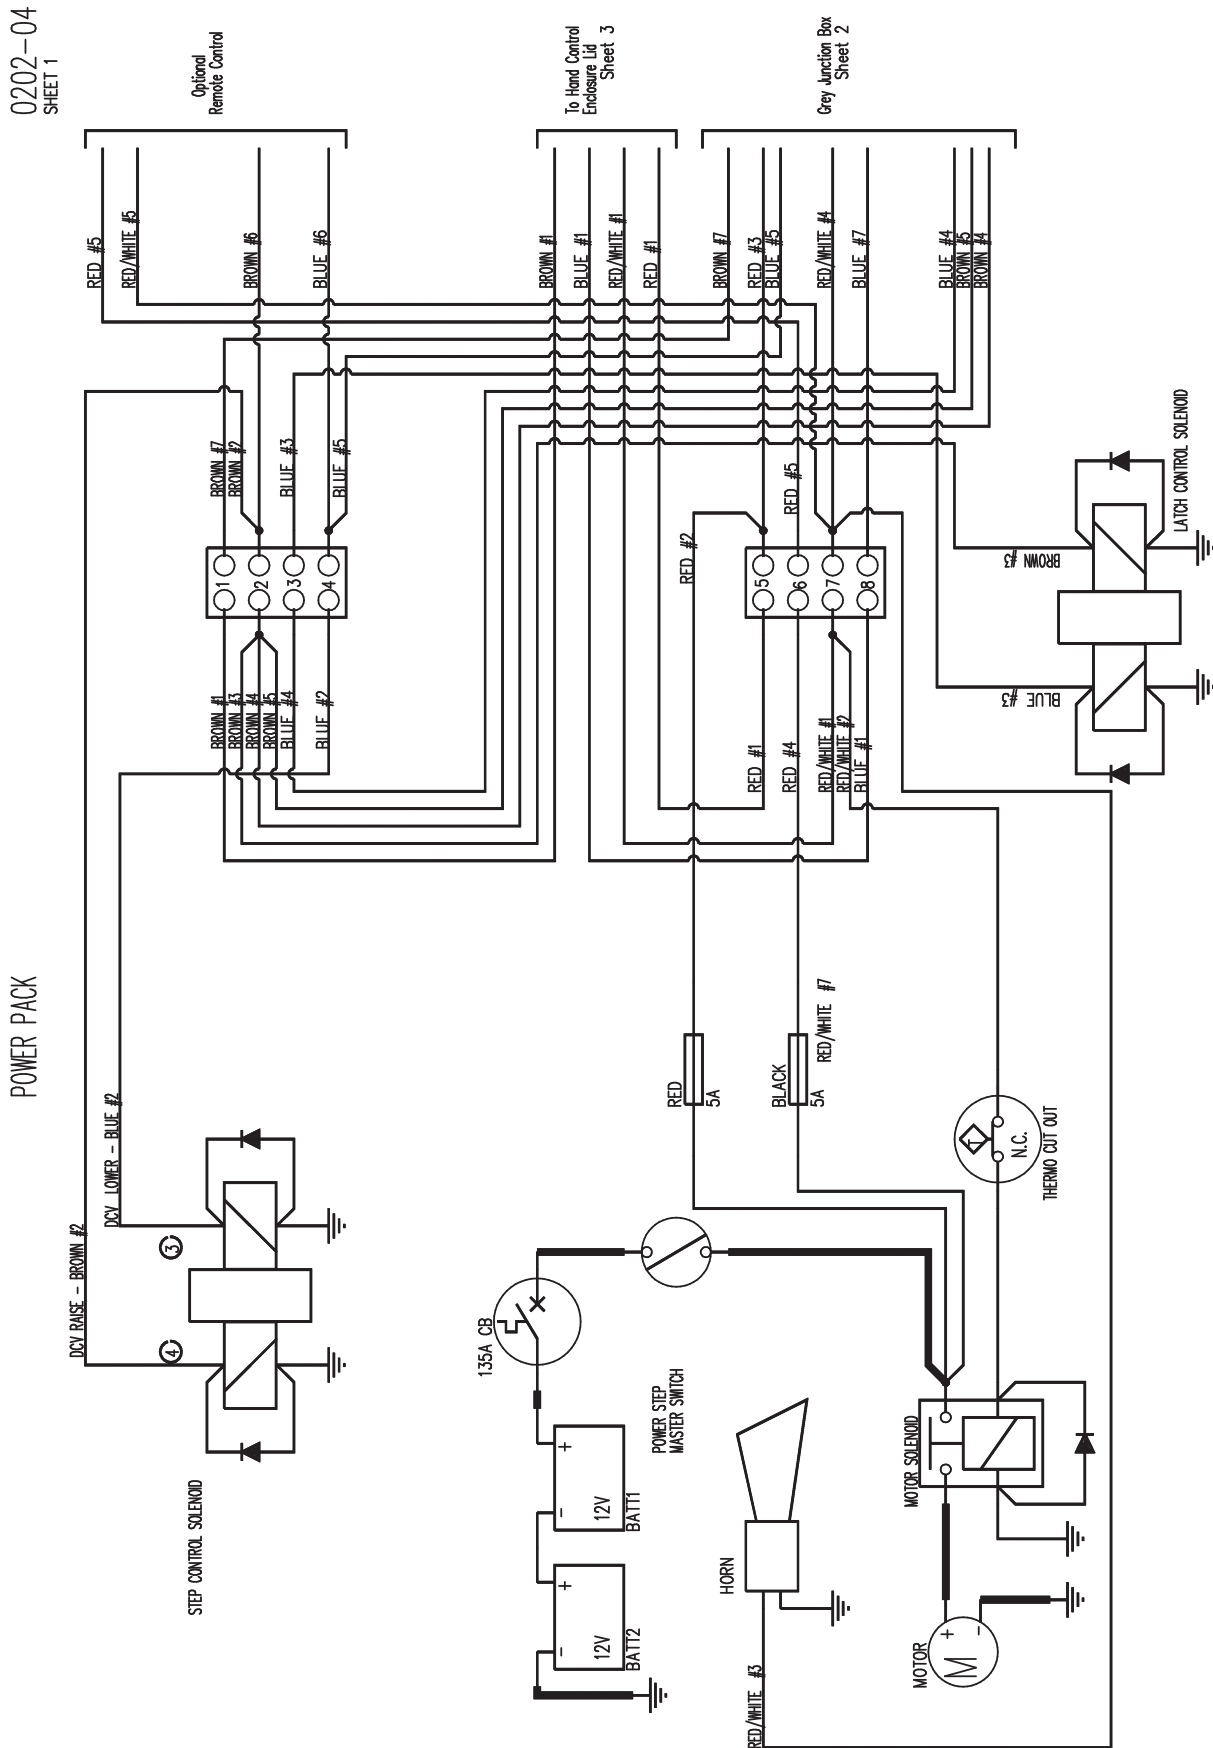 0202-04
SHEET 1
POWER PACK
Optional
Remote Control
To Hand Control
Enclosure Lid
Sheet 3
Grey Junction Box
Sheet 2
RED #5
RED/WHITE #5
BROWN #6
BLUE #6
BROWN #1
BLUE #1
RED/WHITE #1
RED #1
BROWN #7
RED #3
BLUE #5
RED/WHITE #4
BLUE #7
BLUE #4
BROWN #5
BROWN #4
BROWN #7
BROWN #2
BLUE #3
BLUE #5
1
2
3
4
BROWN #1
BROWN #3
BROWN #4
BROWN #5
BLUE #4
BLUE #2
RED #2
RED #5
5
6
7
8
RED #1
RED #4
RED/WHITE #1
RED/WHITE #2
BLUE #1
BROWN #3
BLUE #3
LATCH CONTROL SOLENOID
DCV RAISE - BROWN #2
DCV LOWER - BLUE #2
4
3
STEP CONTROL SOLENOID
RED
5A
BLACK
5A
RED/WHITE #7
T
N.C.
THERMO CUT OUT
135A CB
POWER STEP
MASTER SWITCH
+
-
12V
BATT1
+
-
12V
BATT2
HORN
RED/WHITE #3
MOTOR SOLENOID
MOTOR
+
-
M